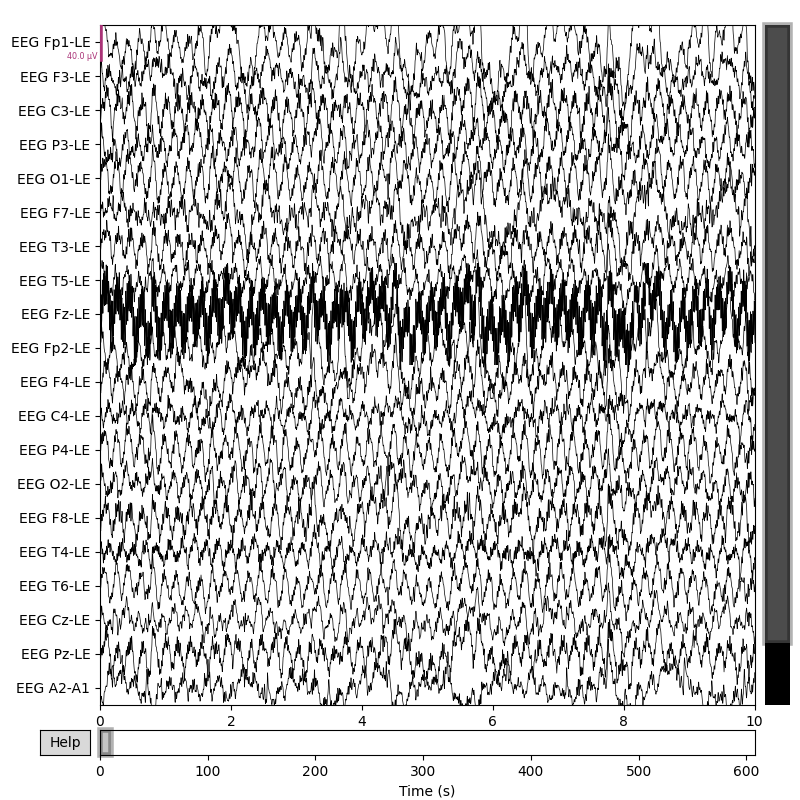 EEG Fp1-LE
40.0 µV
EEG F3-LE
EEG C3-LE
EEG P3-LE
EEG O1-LE
EEG F7-LE
EEG T3-LE
EEG T5-LE
EEG Fz-LE
EEG Fp2-LE
EEG F4-LE
EEG C4-LE
EEG P4-LE
EEG O2-LE
EEG F8-LE
EEG T4-LE
EEG T6-LE
EEG Cz-LE
EEG Pz-LE
EEG A2-A1
0 2 4 6 8 10
Help
0 100 200 300 400 500 600
Time (s)